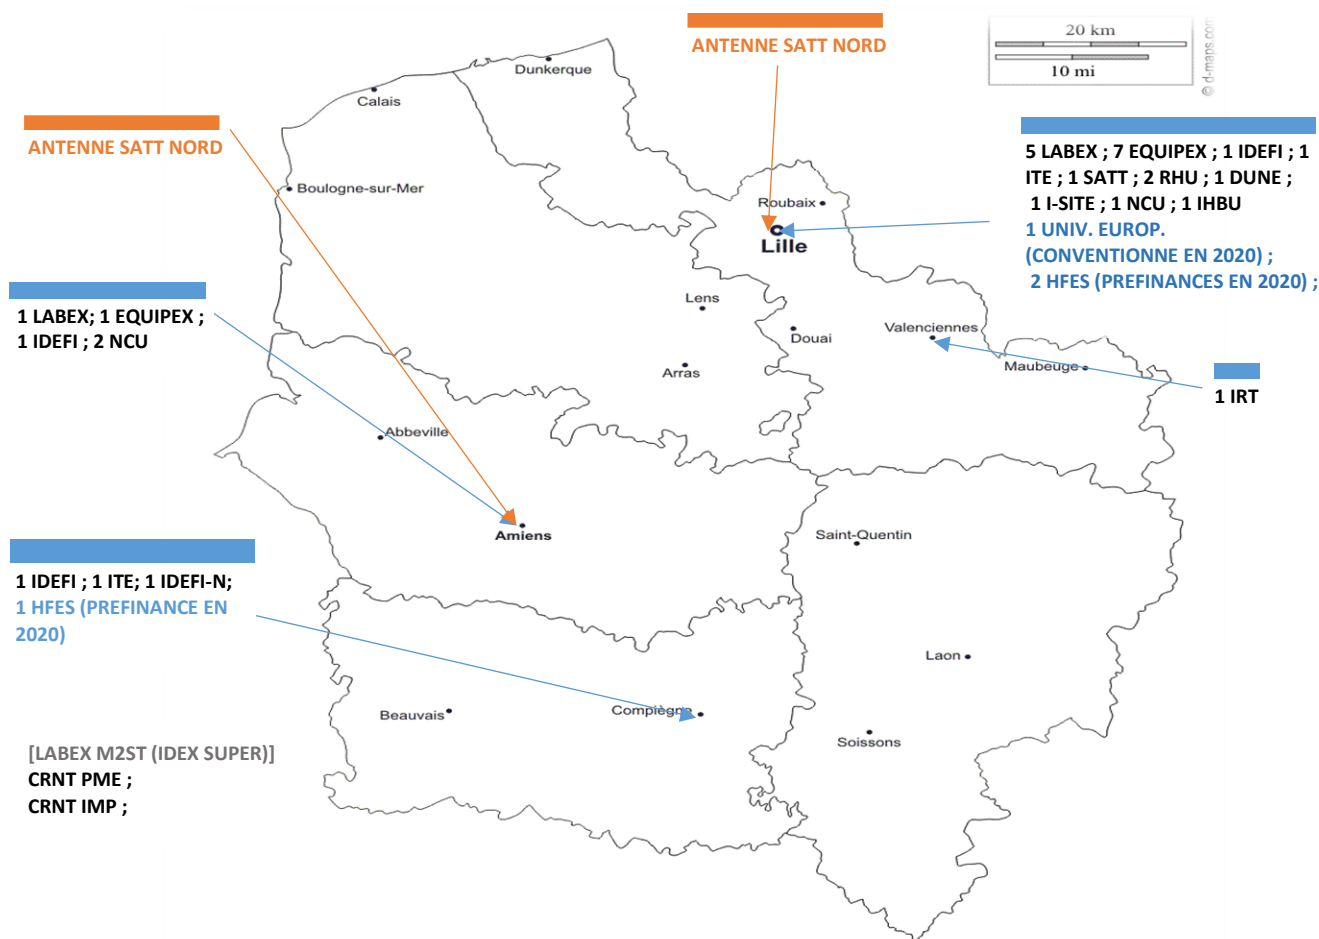 ANTENNE SATT NORD
20 km
10 mi
© d-maps.com
Dunkerque
Calais
ANTENNE SATT NORD
5 LABEX ; 7 EQUIPEX ; 1 IDEFI ; 1
ITE ; 1 SATT ; 2 RHU ; 1 DUNE ;
1 I-SITE ; 1 NCU ; 1 IHBU
1 UNIV. EUROP.
(CONVENTIONNE EN 2020) ;
2 HFES (PREFINANCES EN 2020) ;
Boulogne-sur-Mer
Roubaix
Lille
1 LABEX; 1 EQUIPEX ;
1 IDEFI ; 2 NCU
Lens
Douai
Valenciennes
Arras
Maubeuge
1 IRT
Abbeville
Amiens
Saint-Quentin
1 IDEFI ; 1 ITE; 1 IDEFI-N;
1 HFES (PREFINANCE EN
2020)
Laon
Beauvais
Compiègne
Soissons
[LABEX M2ST (IDEX SUPER)]
CRNT PME ;
CRNT IMP ;